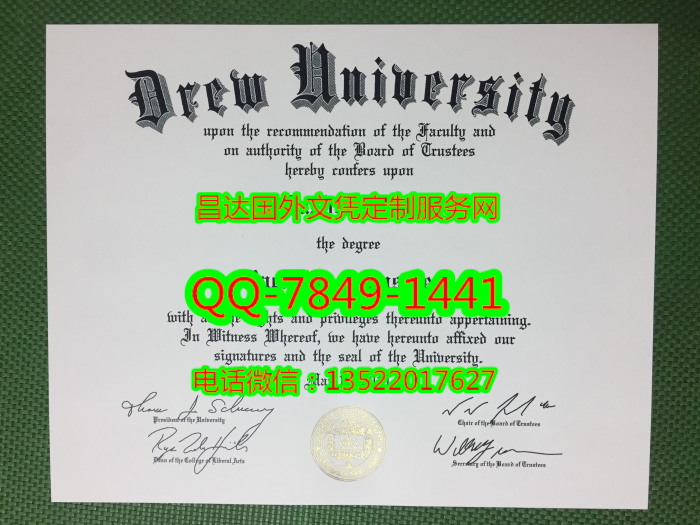 Drew University
upon the recommendation of the Faculty and
on authority of the Board of Trustees
hereby confers upon
昌达国外文凭定制服务网
the degree
QQ-7849-1441
with all the rights and privileges thereunto appertaining.
In Witness Whereof, we have hereunto affixed our
signatures and the seal of the University.
电话微信：13522017627
President of the University
Chair of the Board of Trustees
Dean of the College of Liberal Arts
Secretary of the Board of Trustees